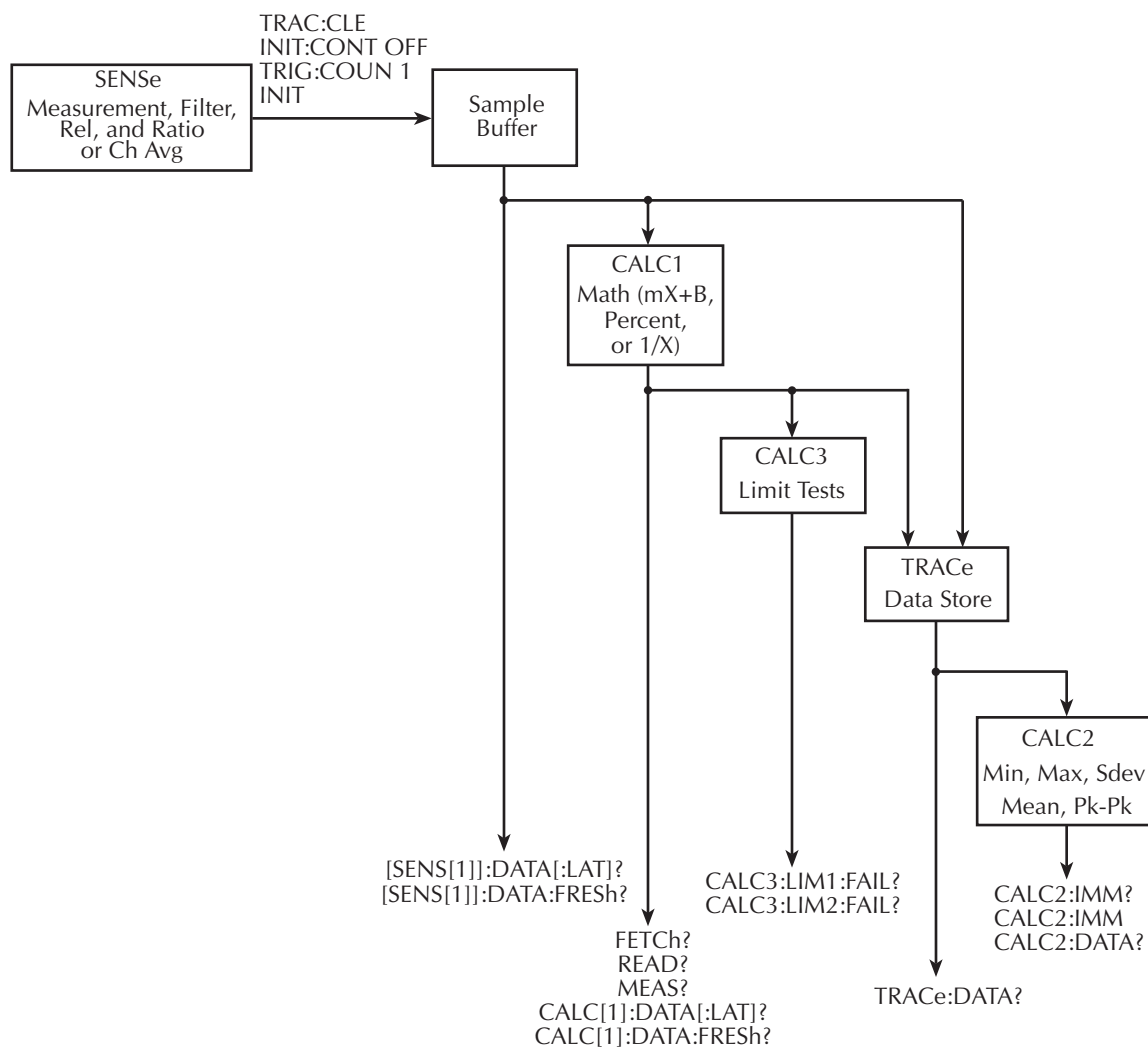 TRAC:CLE
INIT:CONT OFF
TRIG:COUN 1
INIT
SENSe
Measurement, Filter,
Rel, and Ratio
or Ch Avg
Sample
Buffer
CALC1
Math (mX+B,
Percent,
or 1/X)
CALC3
Limit Tests
TRACe
Data Store
CALC2
Min, Max, Sdev
Mean, Pk-Pk
[SENS[1]]:DATA[:LAT]?
[SENS[1]]:DATA:FRESh?
FETCh?
READ?
MEAS?
CALC[1]:DATA[:LAT]?
CALC[1]:DATA:FRESh?
CALC3:LIM1:FAIL?
CALC3:LIM2:FAIL?
TRACe:DATA?
CALC2:IMM?
CALC2:IMM
CALC2:DATA?